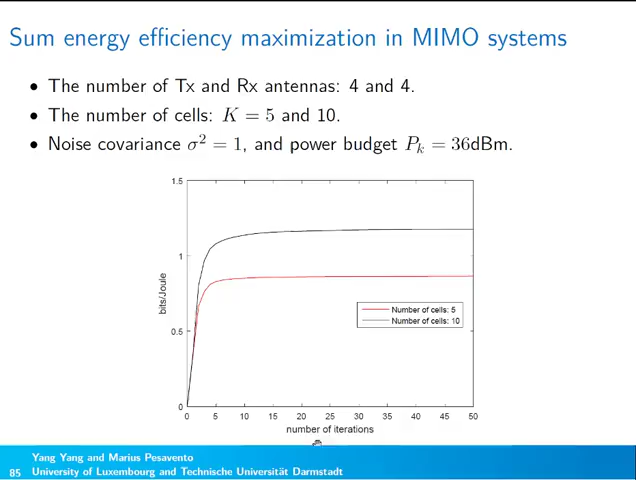 Sum energy efficiency maximization in MIMO systems
• The number of Tx and Rx antennas: 4 and 4.
• The number of cells: K = 5 and 10.
• Noise covariance σ² = 1, and power budget Pₖ = 36dBm.
1.5
1
0.5
0
bits/Joule
Number of cells: 5
Number of cells: 10
0 5 10 15 20 25 30 35 40 45 50
number of iterations
Yang Yang and Marius Pesavento
85 University of Luxembourg and Technische Universität Darmstadt